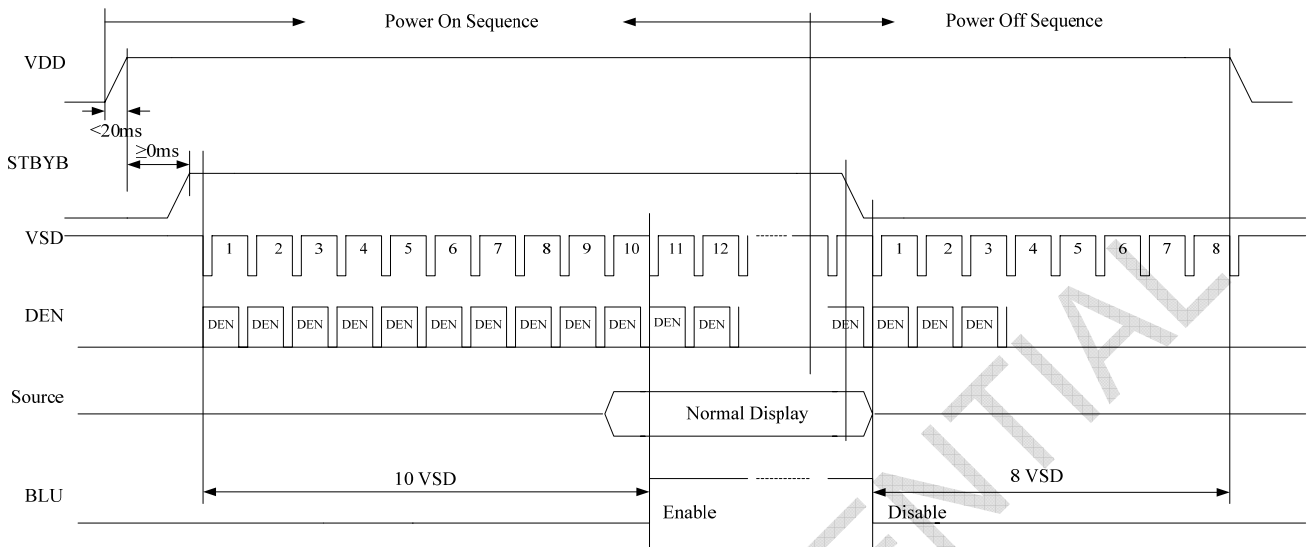 Power On Sequence
Power Off Sequence
VDD
<20ms
≥0ms
STBYB
VSD
1 2 3 4 5 6 7 8 9 10 11 12 1 2 3 4 5 6 7 8
DEN
DEN DEN DEN DEN DEN DEN DEN DEN DEN DEN DEN DEN DEN DEN DEN DEN
Source
Normal Display
10 VSD
8 VSD
BLU
Enable
Disable
ENTIAL